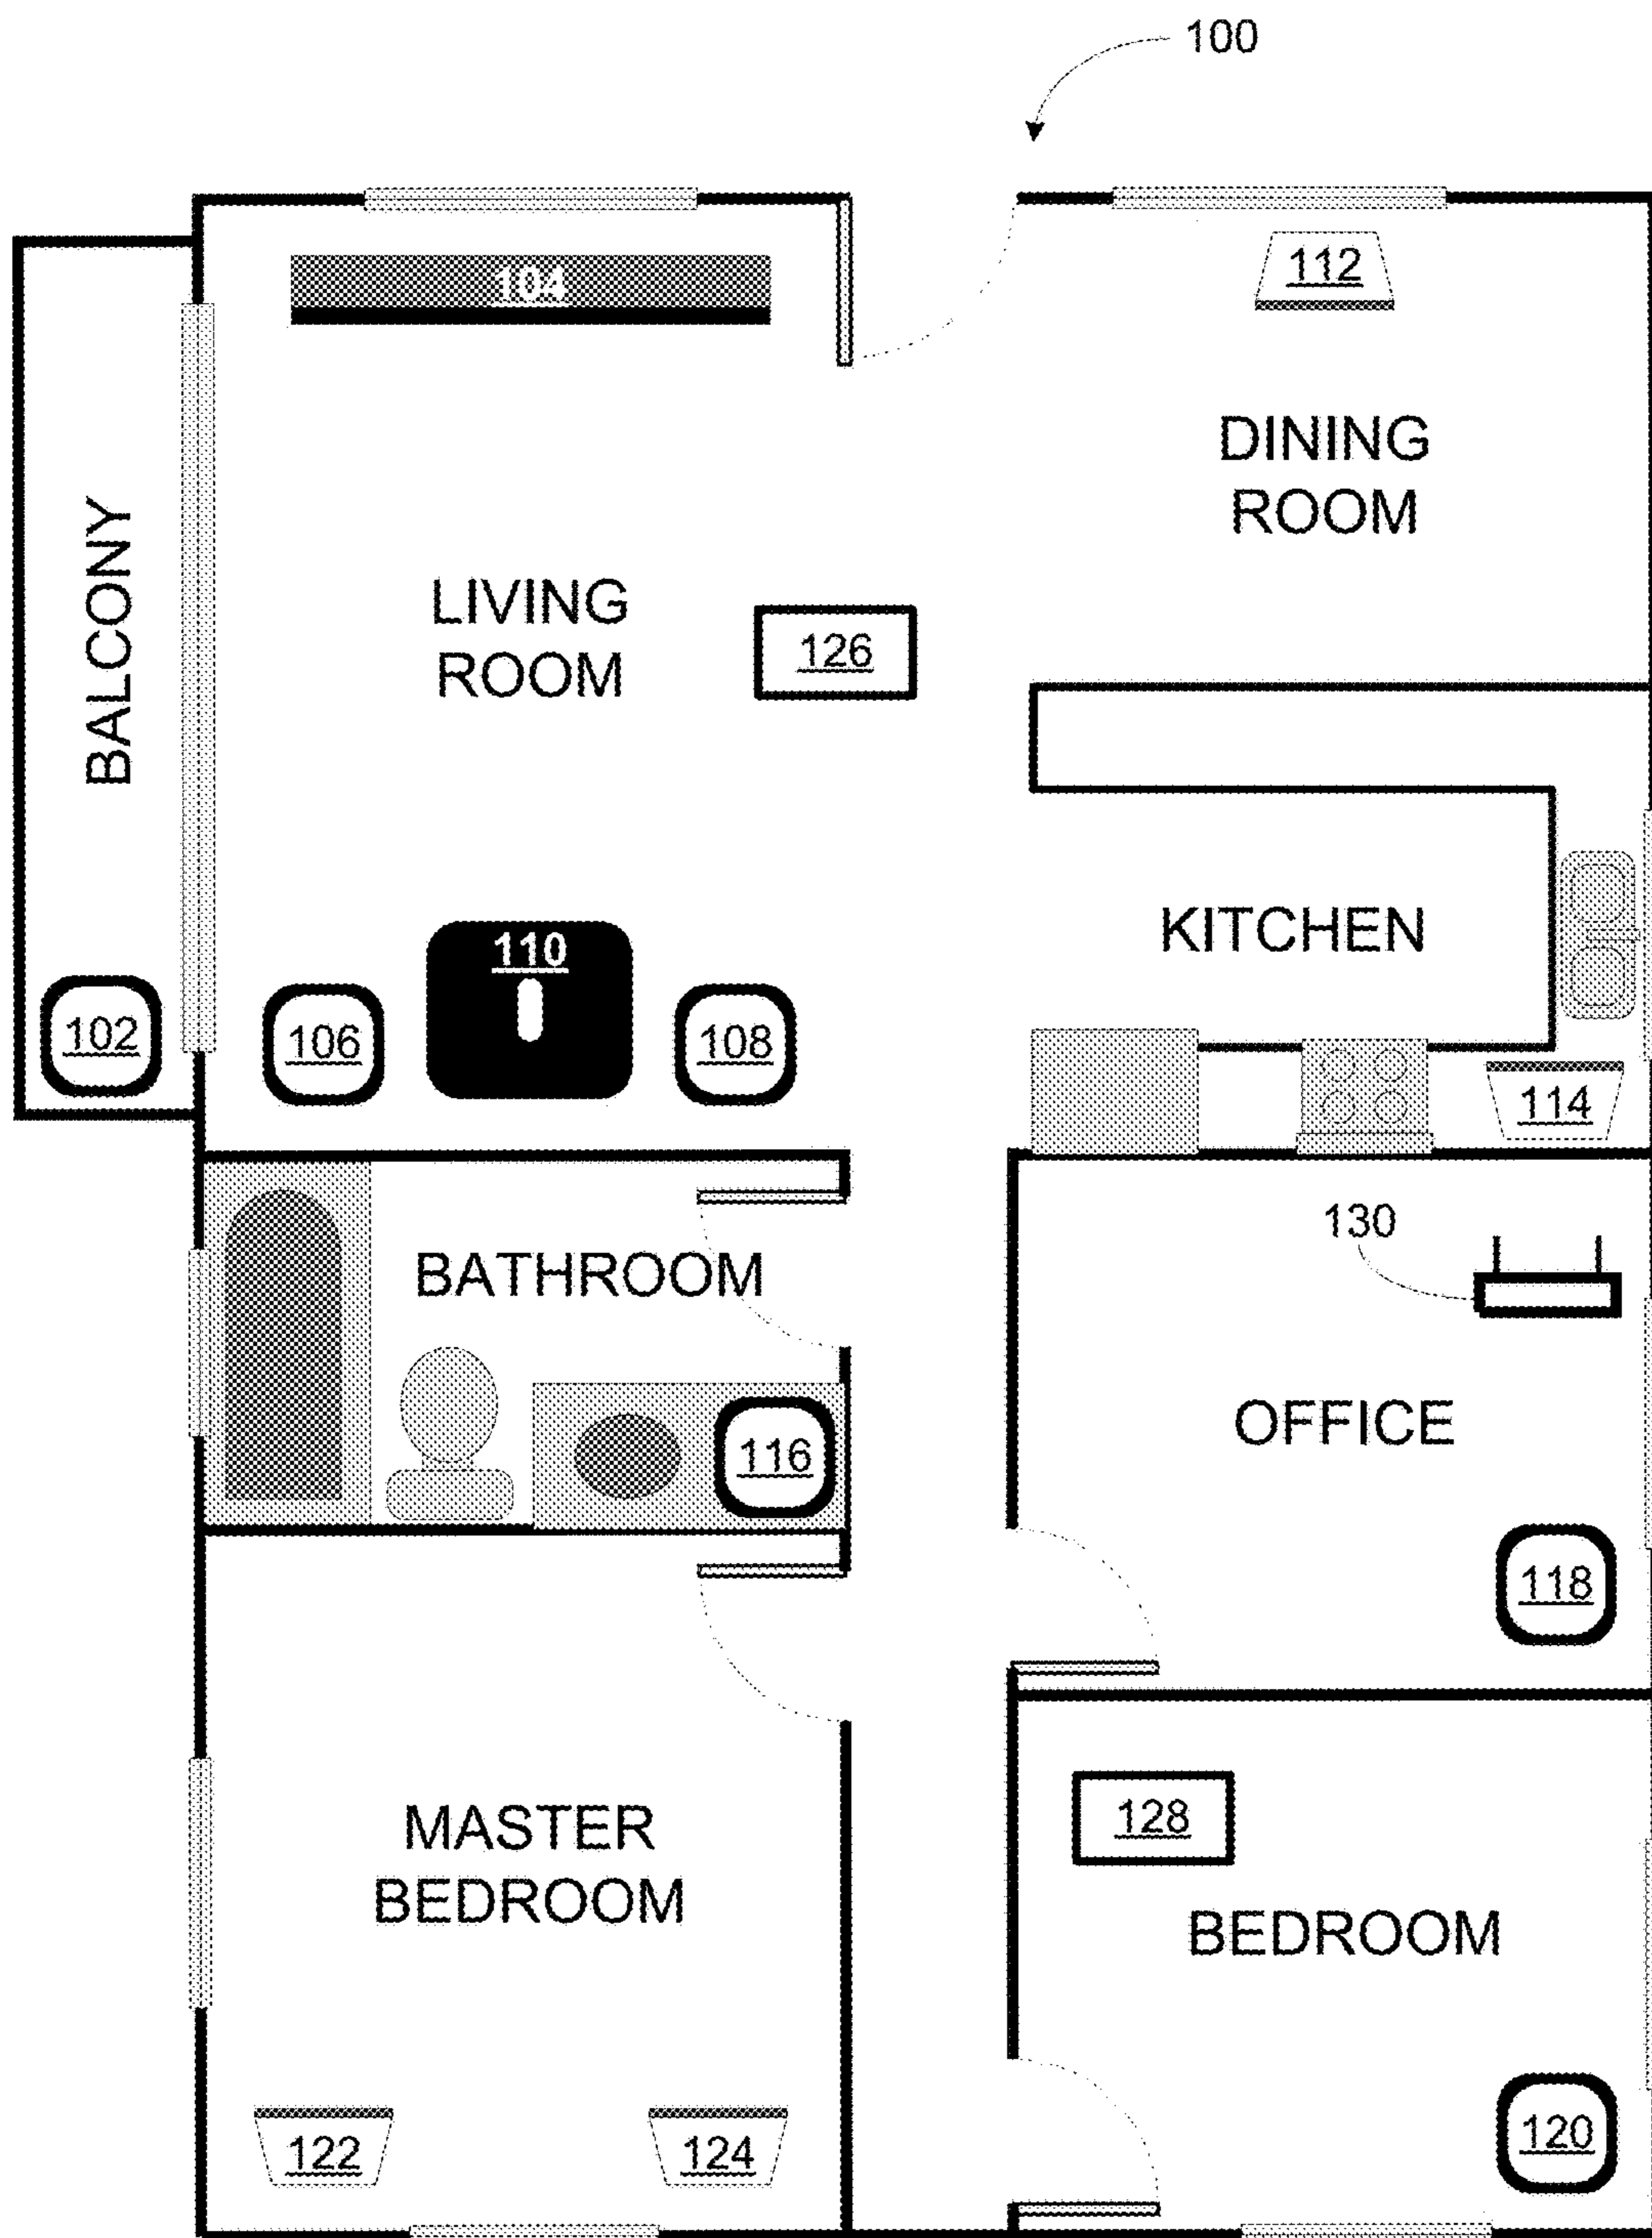 100
104
112
DINING
ROOM
BALCONY
LIVING
ROOM
126
110
KITCHEN
102
106
108
114
130
BATHROOM
OFFICE
116
118
128
MASTER
BEDROOM
BEDROOM
122
124
120